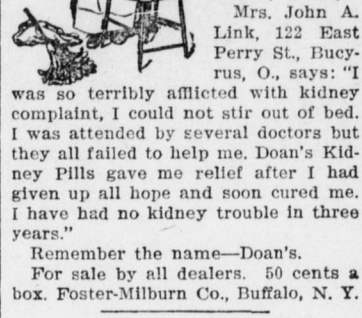 Mrs. John A.
Link, 122 East
Perry St., Bucy-
rus, O., says: "I
was so terribly afflicted with kidney
complaint, I could not stir out of bed.
I was attended by several doctors but
they all failed to help me. Doan's Kid-
ney Pills gave me relief after I had
given up all hope and soon cured me.
I have had no kidney trouble in three
years."
Remember the name—Doan's.
For sale by all dealers. 50 cents a
box. Foster-Milburn Co., Buffalo, N. Y.